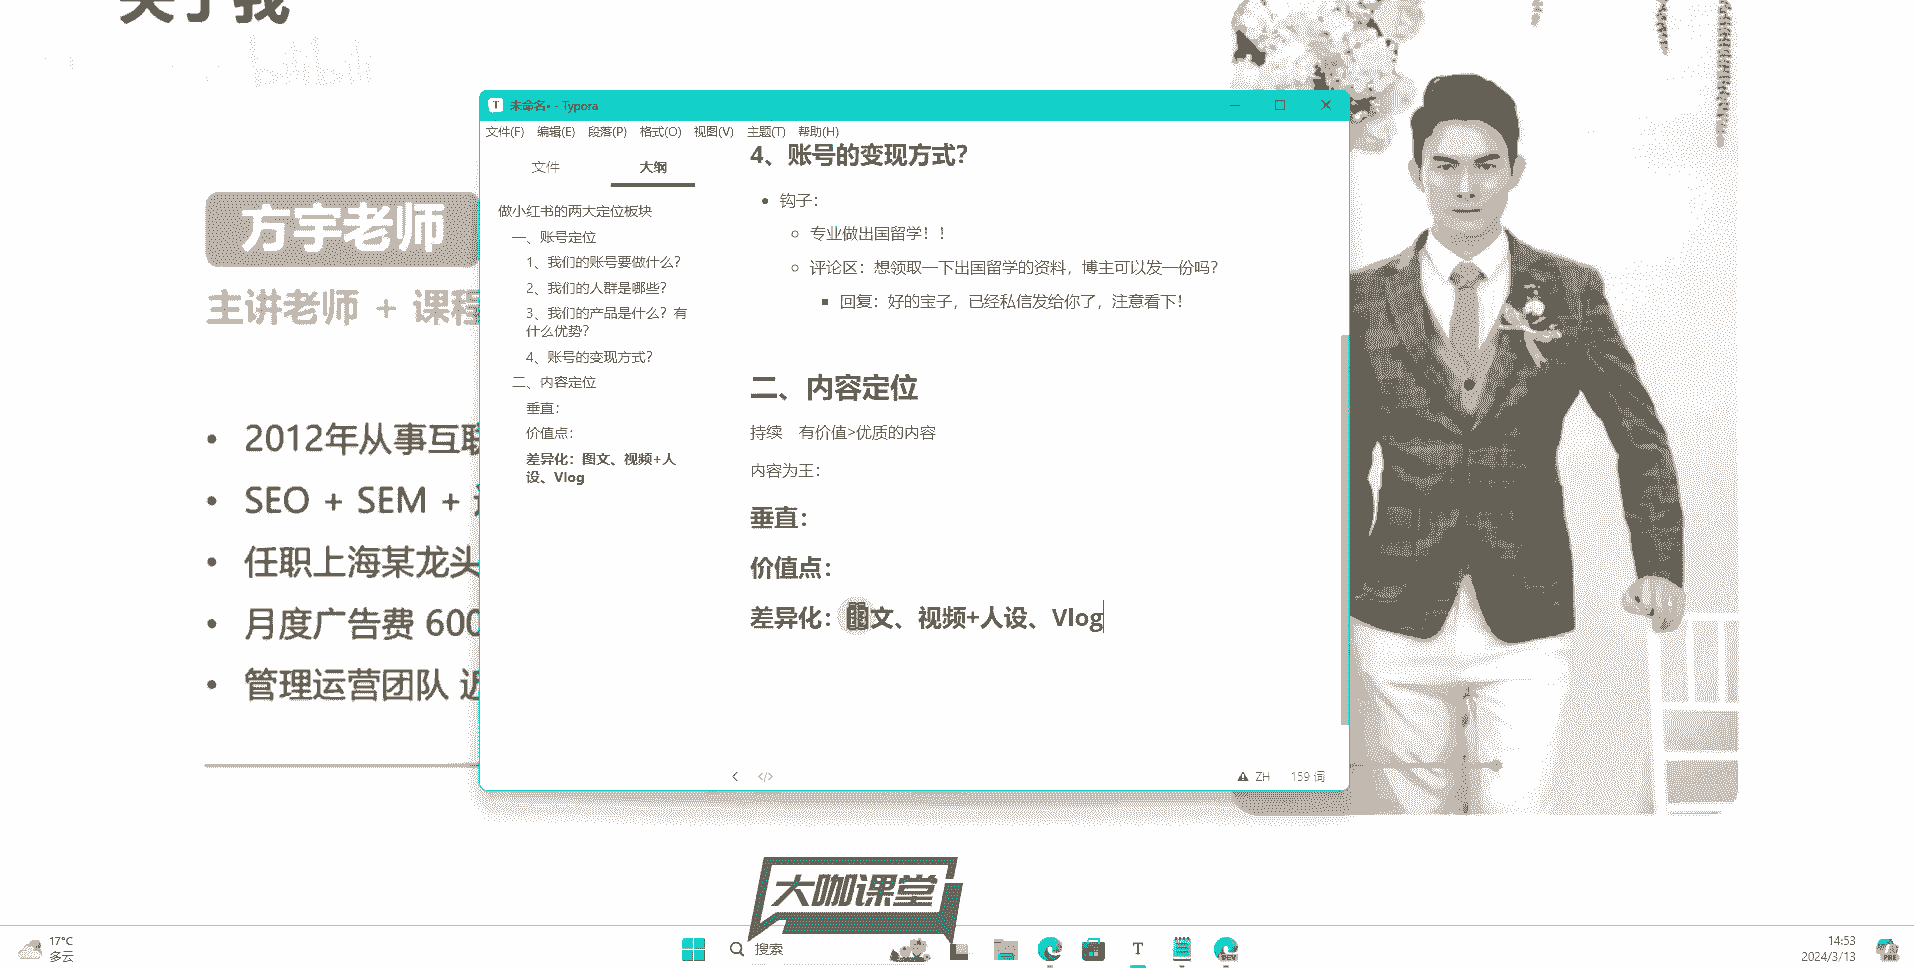 关于我
bilibili
方宇老师
主讲老师 + 课程
2012年从事互联
SEO + SEM +
任职上海某龙头
月度广告费 600
管理运营团队
未命名• - Typora
文件(F) 编辑(E) 段落(P) 格式(O) 视图(V) 主题(T) 帮助(H)
文件 大纲
做小红书的两大定位板块
一、账号定位
1、我们的账号要做什么？
2、我们的人群是哪些？
3、我们的产品是什么？有
什么优势？
4、账号的变现方式？
二、内容定位
垂直：
价值点：
差异化：图文、视频+人
设、Vlog
4、账号的变现方式？
钩子：
专业做出国留学！！
评论区：想领取一下出国留学的资料，博主可以发一份吗？
回复：好的宝子，已经私信发给你了，注意看下！
二、内容定位
持续 有价值>优质的内容
内容为王：
垂直：
价值点：
差异化：图文、视频+人设、Vlog
ZH 159 词
大咖课堂
17°C
多云
搜索
14:53
2024/3/13